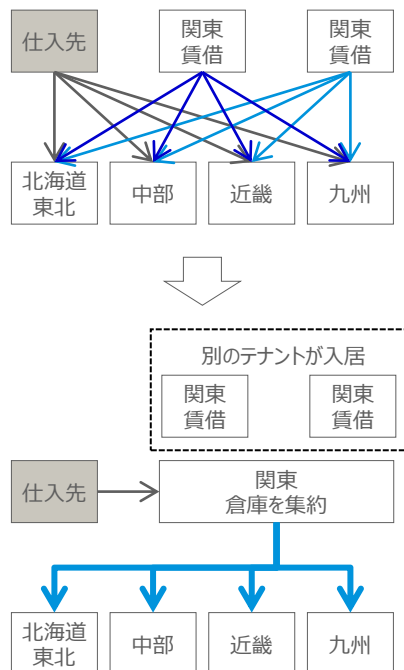 仕入先
関東
賃借
関東
賃借
北海道
東北
中部
近畿
九州
別のテナントが入居
関東
賃借
関東
賃借
仕入先
関東
倉庫を集約
北海道
東北
中部
近畿
九州